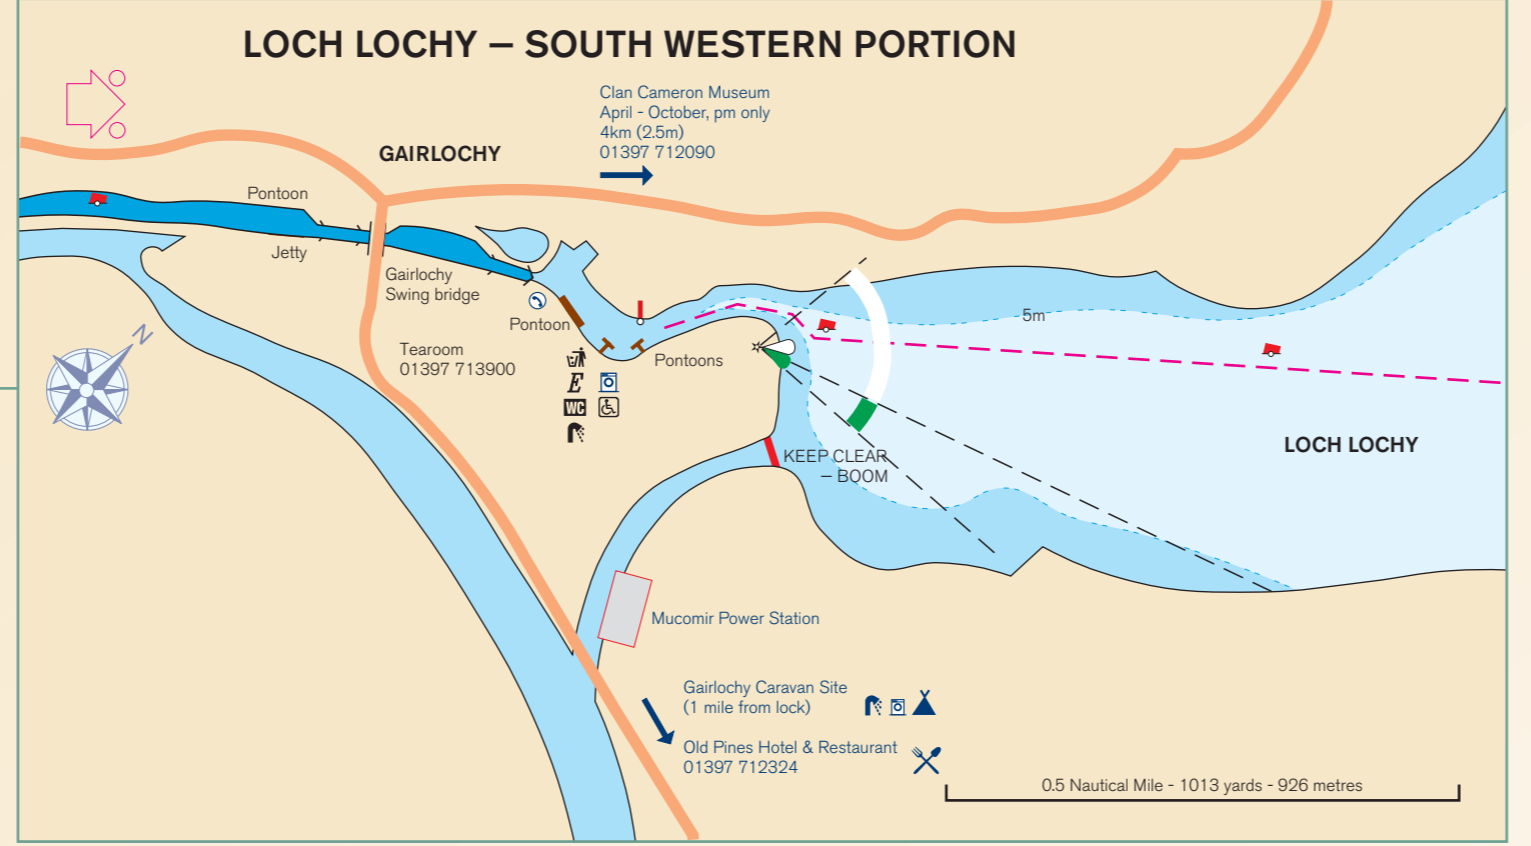 LOCH LOCHY – SOUTH WESTERN PORTION
Clan Cameron Museum
April - October, pm only
4km (2.5m)
01397 712090
GAIRLOCHY
Pontoon
Jetty
Gairlochy
Swing bridge
Pontoon
Tearoom
01397 713900
Pontoons
E
WC
N
5m
LOCH LOCHY
KEEP CLEAR
– BOOM
Mucomir Power Station
Gairlochy Caravan Site
(1 mile from lock)
Old Pines Hotel & Restaurant
01397 712324
0.5 Nautical Mile - 1013 yards - 926 metres